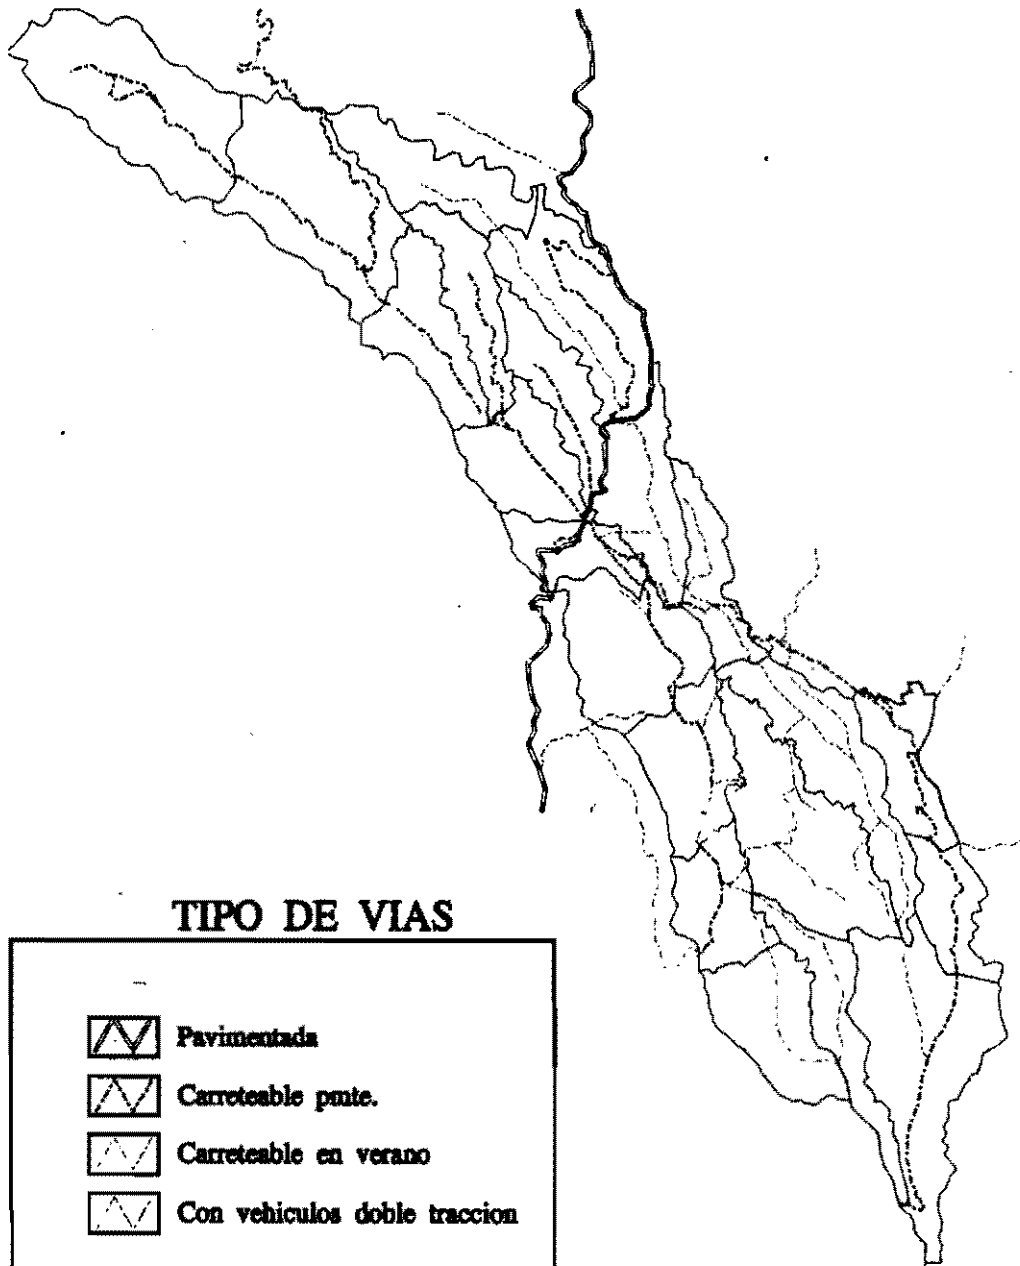 TIPO DE VIAS
Pavimentada
Carreteable pmte.
Carreteable en verano
Con vehiculos doble traccion